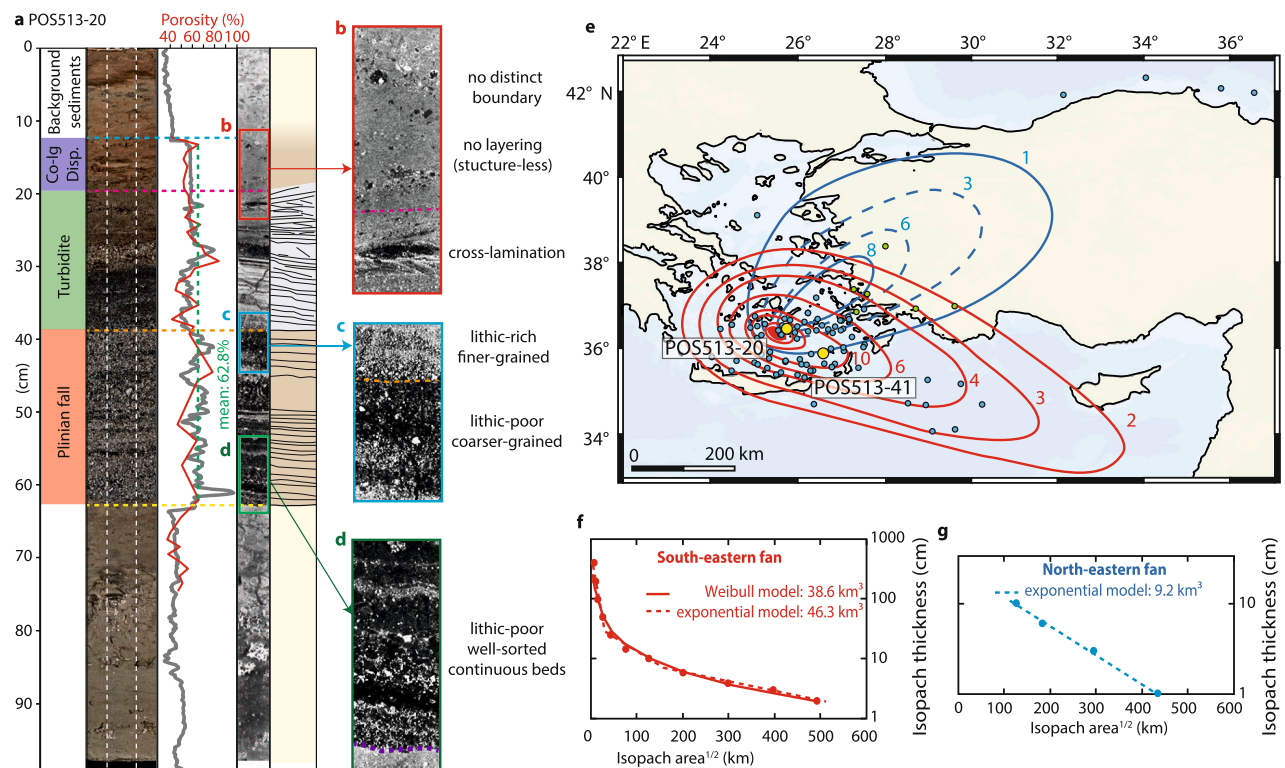 a POS513-20
Porosity (%)
40 60 80 100
0
10
20
30
40
50
60
70
80
90
(cm)
Background
sediments
Co-Ig
Disp.
Turbidite
Plinian fall
mean: 62.8%
b
c
d
b
no distinct
boundary
no layering
(stucture-less)
cross-lamination
c
lithic-rich
finer-grained
lithic-poor
coarser-grained
d
lithic-poor
well-sorted
continuous beds
e
22° E 24 26 28 30° 32 34 36°
42° N
40°
38°
36°
34°
1
3
6
8
10
6
4
3
2
POS513-20
POS513-41
0 200 km
f
South-eastern fan
Weibull model: 38.6 km³
exponential model: 46.3 km³
1000
100
10
1
Isopach thickness (cm)
0 100 200 300 400 500 600
Isopach area¹/² (km)
g
North-eastern fan
exponential model: 9.2 km³
10
1
Isopach thickness (cm)
0 100 200 300 400 500 600
Isopach area¹/² (km)